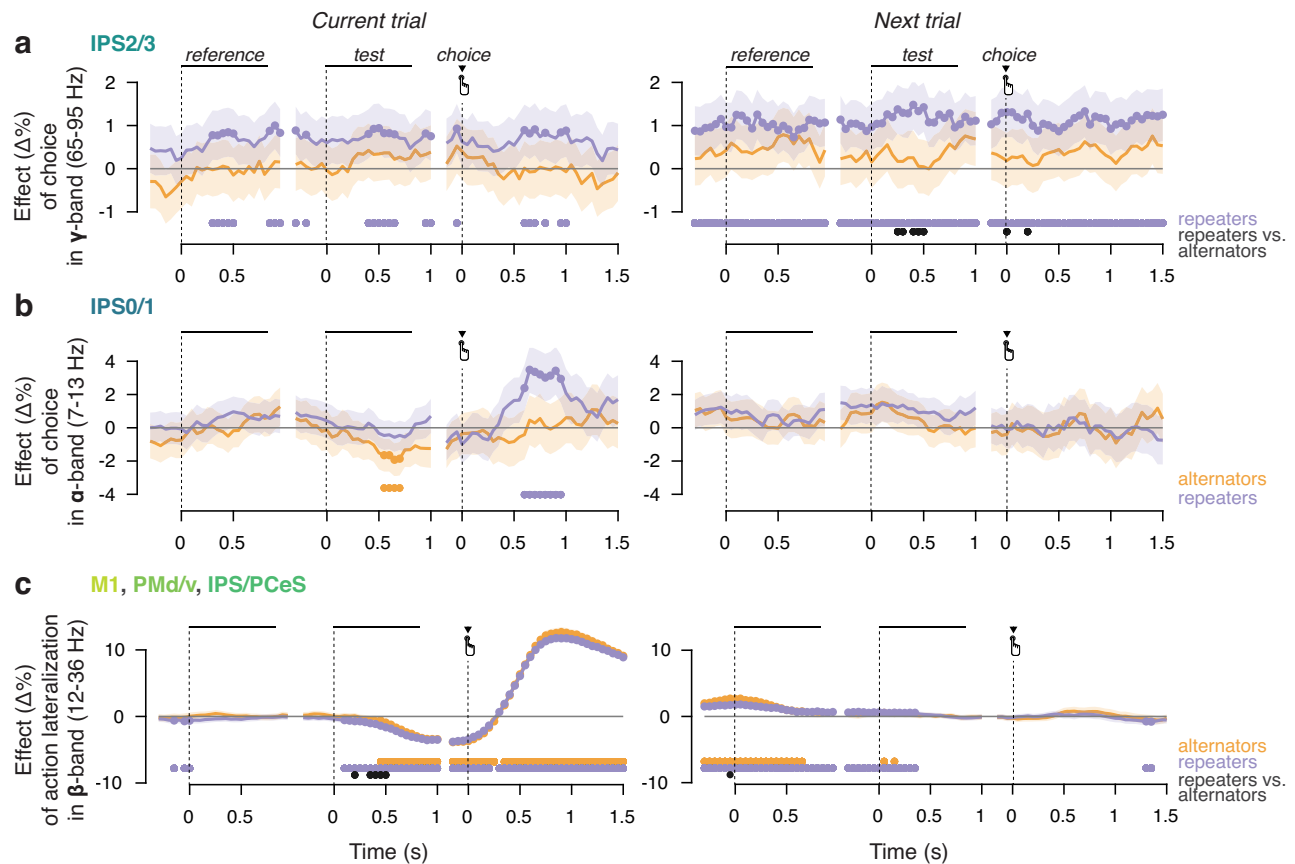 Current trial
Next trial
a
IPS2/3
reference
test
choice
reference
test
choice
Effect (Δ%)
of choice
in γ-band (65-95 Hz)
2
1
0
-1
2
1
0
-1
repeaters
repeaters vs.
alternators
0 0.5 0 0.5 1 0 0.5 1 1.5
0 0.5 0 0.5 1 0 0.5 1 1.5
b
IPS0/1
Effect (Δ%)
of choice
in α-band (7-13 Hz)
4
2
0
-2
-4
4
2
0
-2
-4
alternators
repeaters
0 0.5 0 0.5 1 0 0.5 1 1.5
0 0.5 0 0.5 1 0 0.5 1 1.5
c
M1, PMd/v, IPS/PCeS
Effect (Δ%)
of action lateralization
in β-band (12-36 Hz)
10
0
-10
10
0
-10
alternators
repeaters
repeaters vs.
alternators
0 0.5 0 0.5 1 0 0.5 1 1.5
0 0.5 0 0.5 1 0 0.5 1 1.5
Time (s)
Time (s)